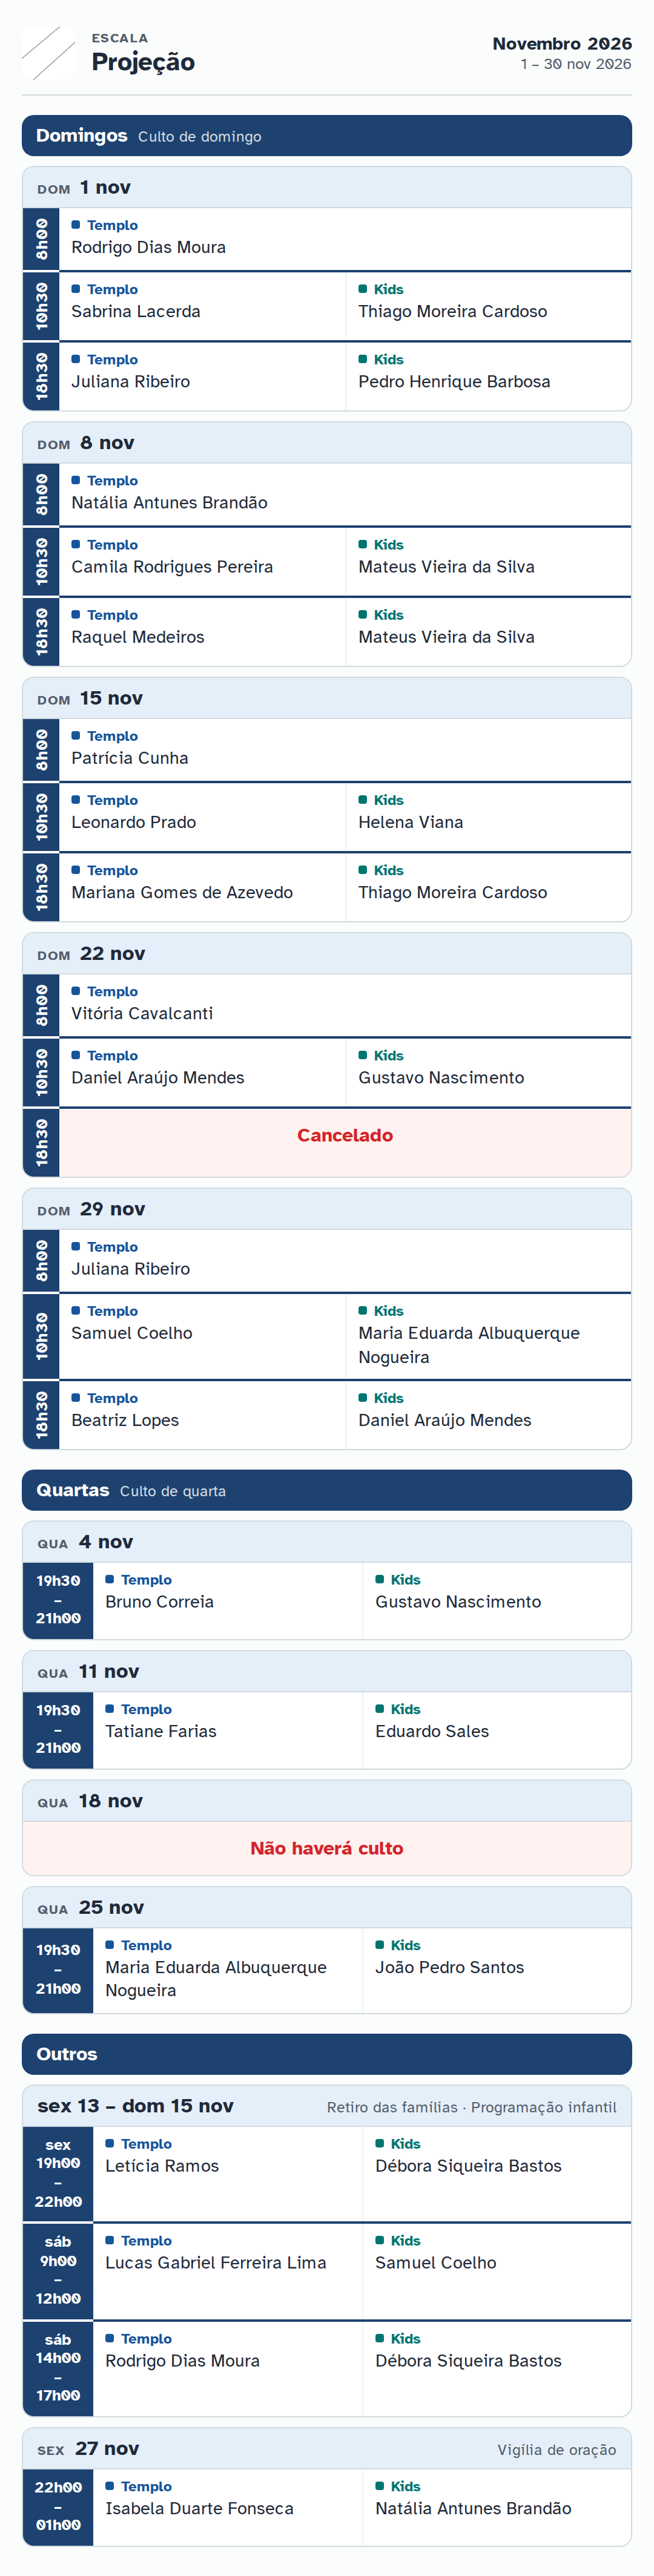 ESCALA
Projeção
Novembro 2026
1 – 30 nov 2026
Domingos Culto de domingo
DOM 1 nov
8h00
Templo
Rodrigo Dias Moura
10h30
Templo
Sabrina Lacerda
Kids
Thiago Moreira Cardoso
18h30
Templo
Juliana Ribeiro
Kids
Pedro Henrique Barbosa
DOM 8 nov
8h00
Templo
Natália Antunes Brandão
10h30
Templo
Camila Rodrigues Pereira
Kids
Mateus Vieira da Silva
18h30
Templo
Raquel Medeiros
Kids
Mateus Vieira da Silva
DOM 15 nov
8h00
Templo
Patrícia Cunha
10h30
Templo
Leonardo Prado
Kids
Helena Viana
18h30
Templo
Mariana Gomes de Azevedo
Kids
Thiago Moreira Cardoso
DOM 22 nov
8h00
Templo
Vitória Cavalcanti
10h30
Templo
Daniel Araújo Mendes
Kids
Gustavo Nascimento
18h30
Cancelado
DOM 29 nov
8h00
Templo
Juliana Ribeiro
10h30
Templo
Samuel Coelho
Kids
Maria Eduarda Albuquerque
Nogueira
18h30
Templo
Beatriz Lopes
Kids
Daniel Araújo Mendes
Quartas Culto de quarta
QUA 4 nov
19h30
–
21h00
Templo
Bruno Correia
Kids
Gustavo Nascimento
QUA 11 nov
19h30
–
21h00
Templo
Tatiane Farias
Kids
Eduardo Sales
QUA 18 nov
Não haverá culto
QUA 25 nov
19h30
–
21h00
Templo
Maria Eduarda Albuquerque
Nogueira
Kids
João Pedro Santos
Outros
sex 13 – dom 15 nov
Retiro das famílias · Programação infantil
sex
19h00
–
22h00
Templo
Letícia Ramos
Kids
Débora Siqueira Bastos
sáb
9h00
–
12h00
Templo
Lucas Gabriel Ferreira Lima
Kids
Samuel Coelho
sáb
14h00
–
17h00
Templo
Rodrigo Dias Moura
Kids
Débora Siqueira Bastos
SEX 27 nov
Vigília de oração
22h00
–
01h00
Templo
Isabela Duarte Fonseca
Kids
Natália Antunes Brandão